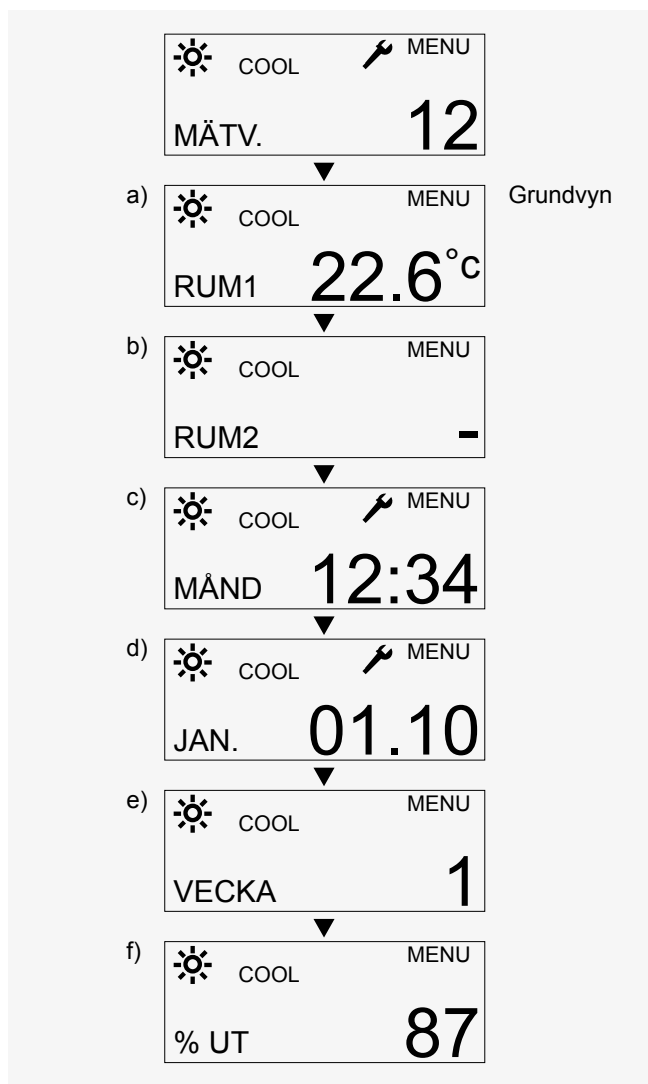 COOL MENU
MÄTV. 12
a) COOL MENU Grundvyn
RUM1 22.6°c
b) COOL MENU
RUM2 -
c) COOL MENU
MÅND 12:34
d) COOL MENU
JAN. 01.10
e) COOL MENU
VECKA 1
f) COOL MENU
% UT 87